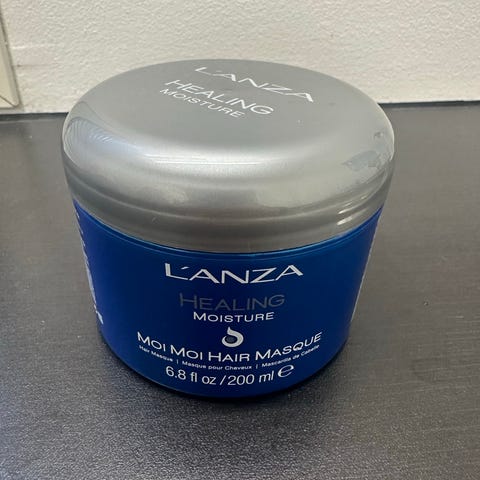 L'ANZA
HEALING
MOISTURE
L'ANZA
HEALING
MOISTURE
MOI MOI HAIR MASQUE
Hair Masque | Masque pour Cheveux | Mascarilla de Cabello
6.8 fl oz/200 ml ℮